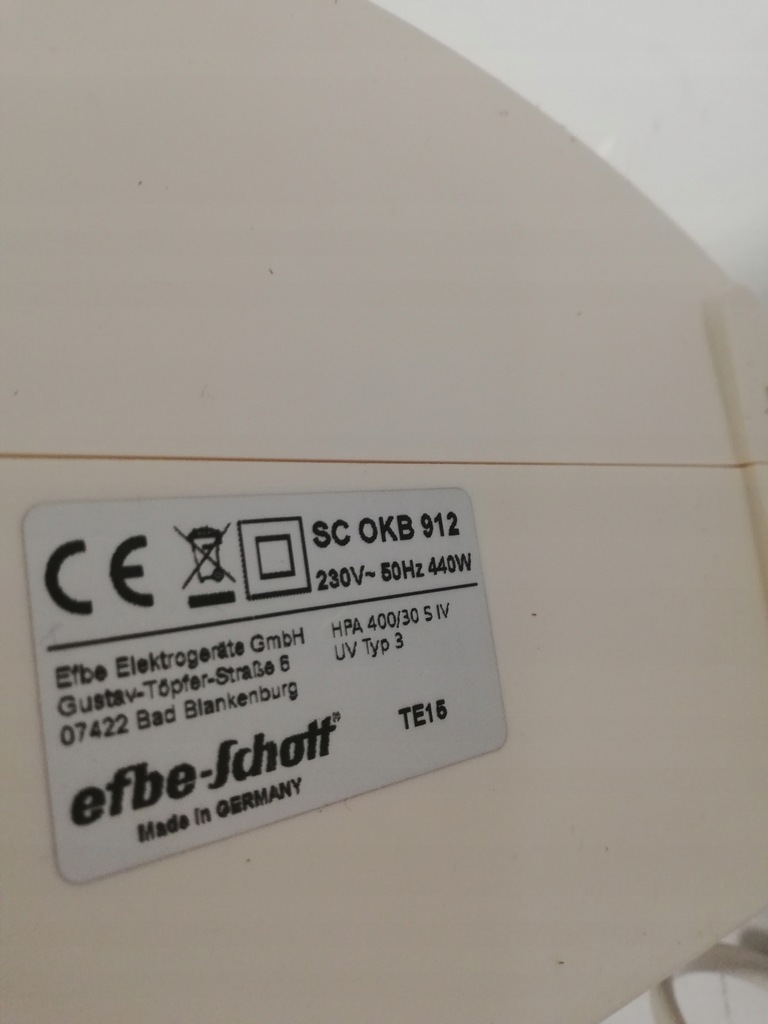 CE SC OKB 912
230V~ 50Hz 440W
Efbe Elektrogeräte GmbH
Gustav-Töpfer-Straße 6
07422 Bad Blankenburg
HPA 400/30 S IV
UV Typ 3
TE15
efbe-Schott®
Made in GERMANY